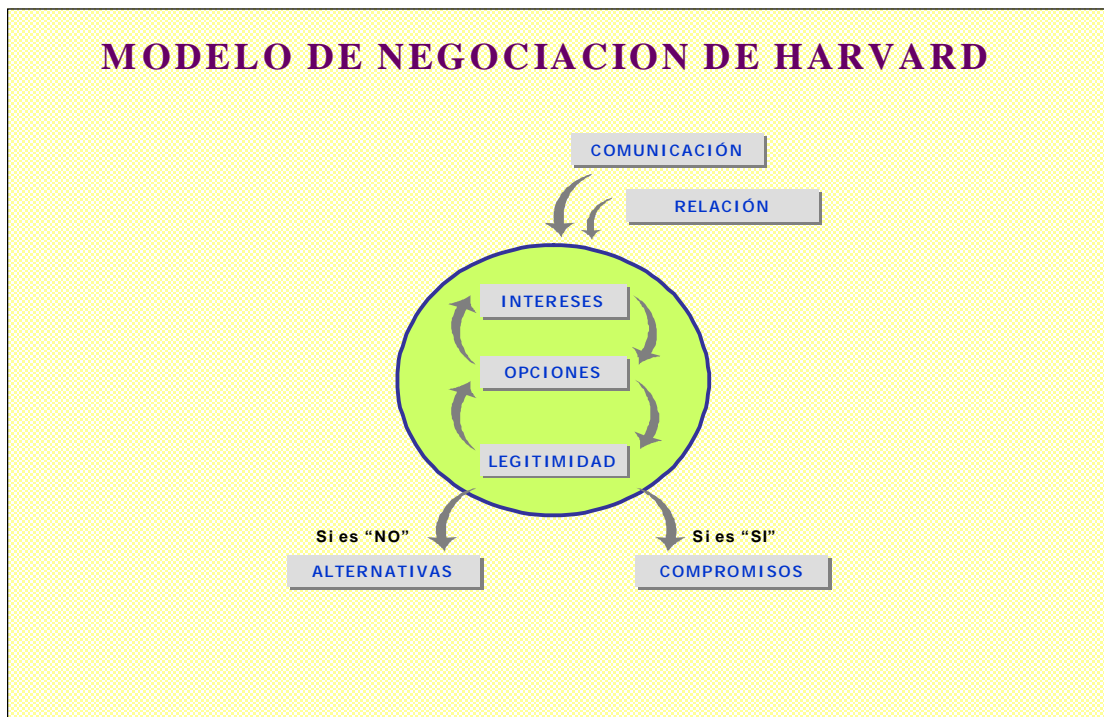 MODELO DE NEGOCIACION DE HARVARD
COMUNICACIÓN
RELACIÓN
INTERESES
OPCIONES
LEGITIMIDAD
Si es “NO”
Si es “SI”
ALTERNATIVAS
COMPROMISOS